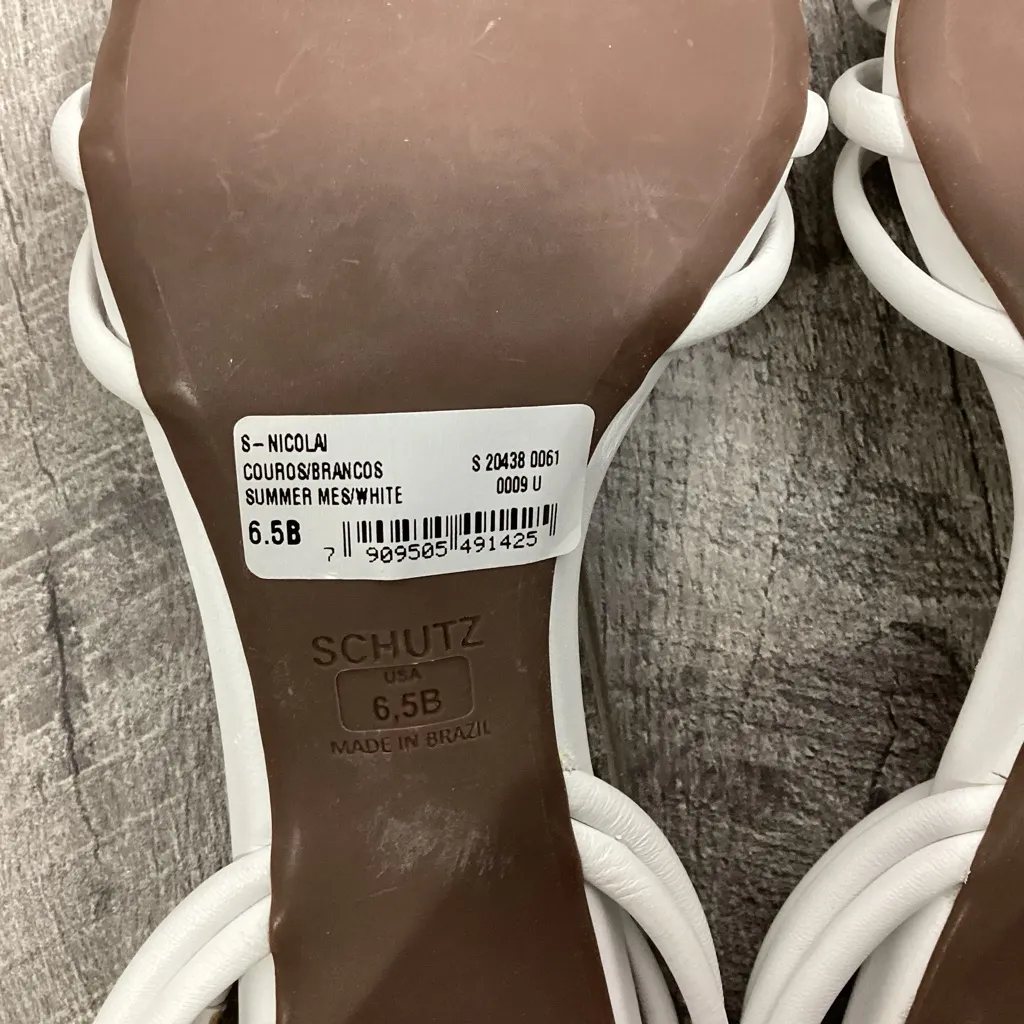 S-NICOLAI
COUROS/BRANCOS
SUMMER MES/WHITE
S 20438 0061
0009 U
6.5B
7 909505 491425
SCHUTZ
USA
6,5B
MADE IN BRAZIL